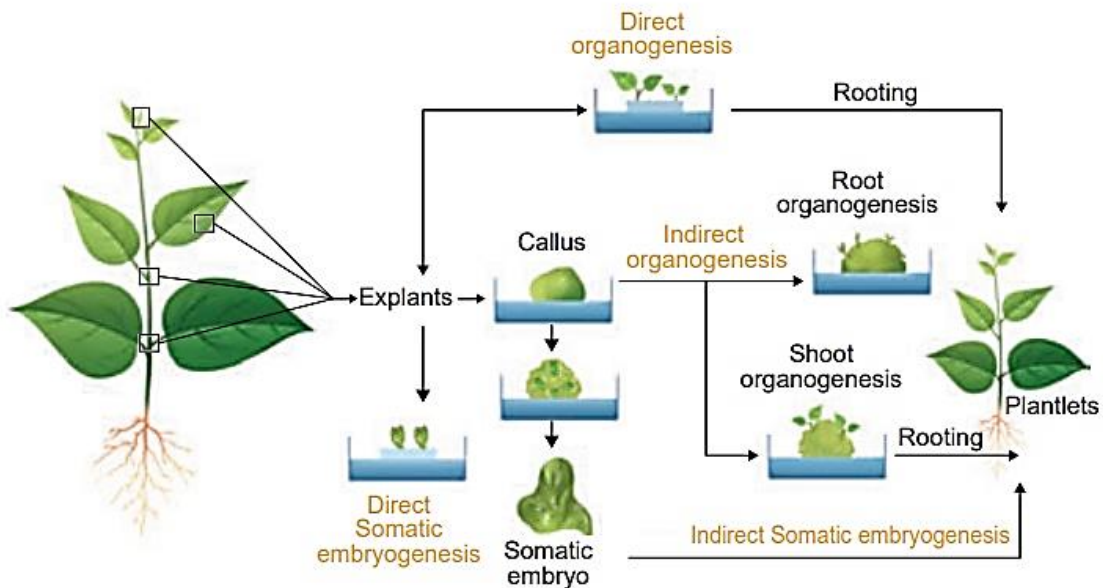 Direct
organogenesis
Rooting
Root
organogenesis
Callus
Indirect
organogenesis
Explants
Shoot
organogenesis
Plantlets
Rooting
Direct
Somatic
embryogenesis
Somatic
embryo
Indirect Somatic embryogenesis